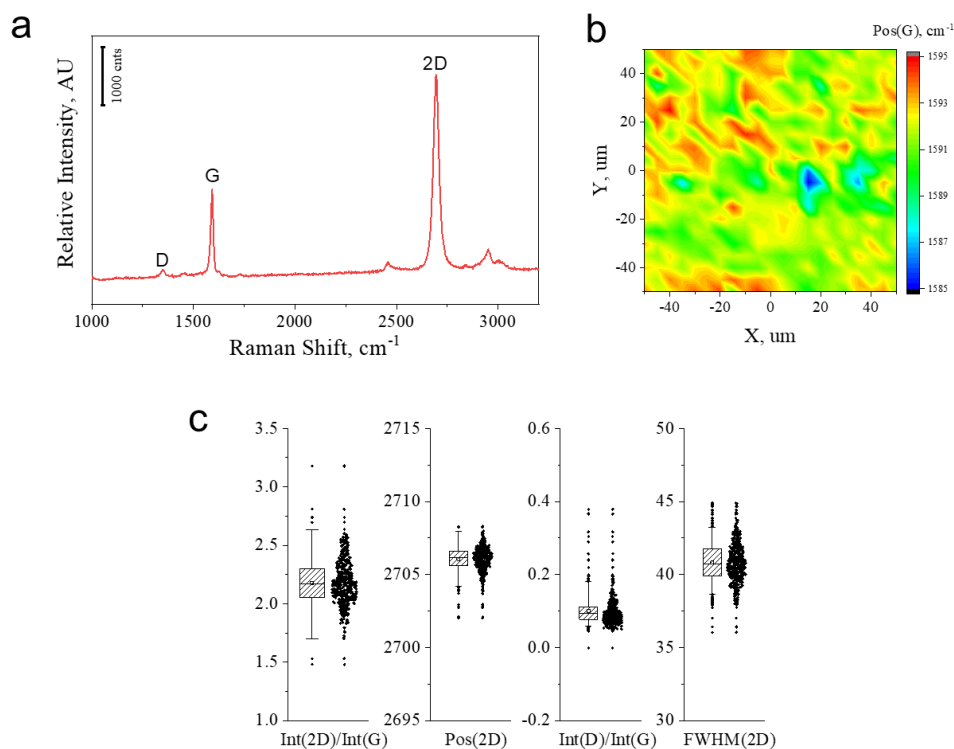 a
Relative Intensity, AU
1000 cnts
D
G
2D
1000 1500 2000 2500 3000
Raman Shift, cm⁻¹
b
Pos(G), cm⁻¹
Y, um
40
20
0
-20
-40
-40 -20 0 20 40
X, um
1595
1593
1591
1589
1587
1585
c
3.5
3.0
2.5
2.0
1.5
1.0
Int(2D)/Int(G)
2715
2710
2705
2700
2695
Pos(2D)
0.6
0.4
0.2
0.0
-0.2
Int(D)/Int(G)
50
45
40
35
30
FWHM(2D)